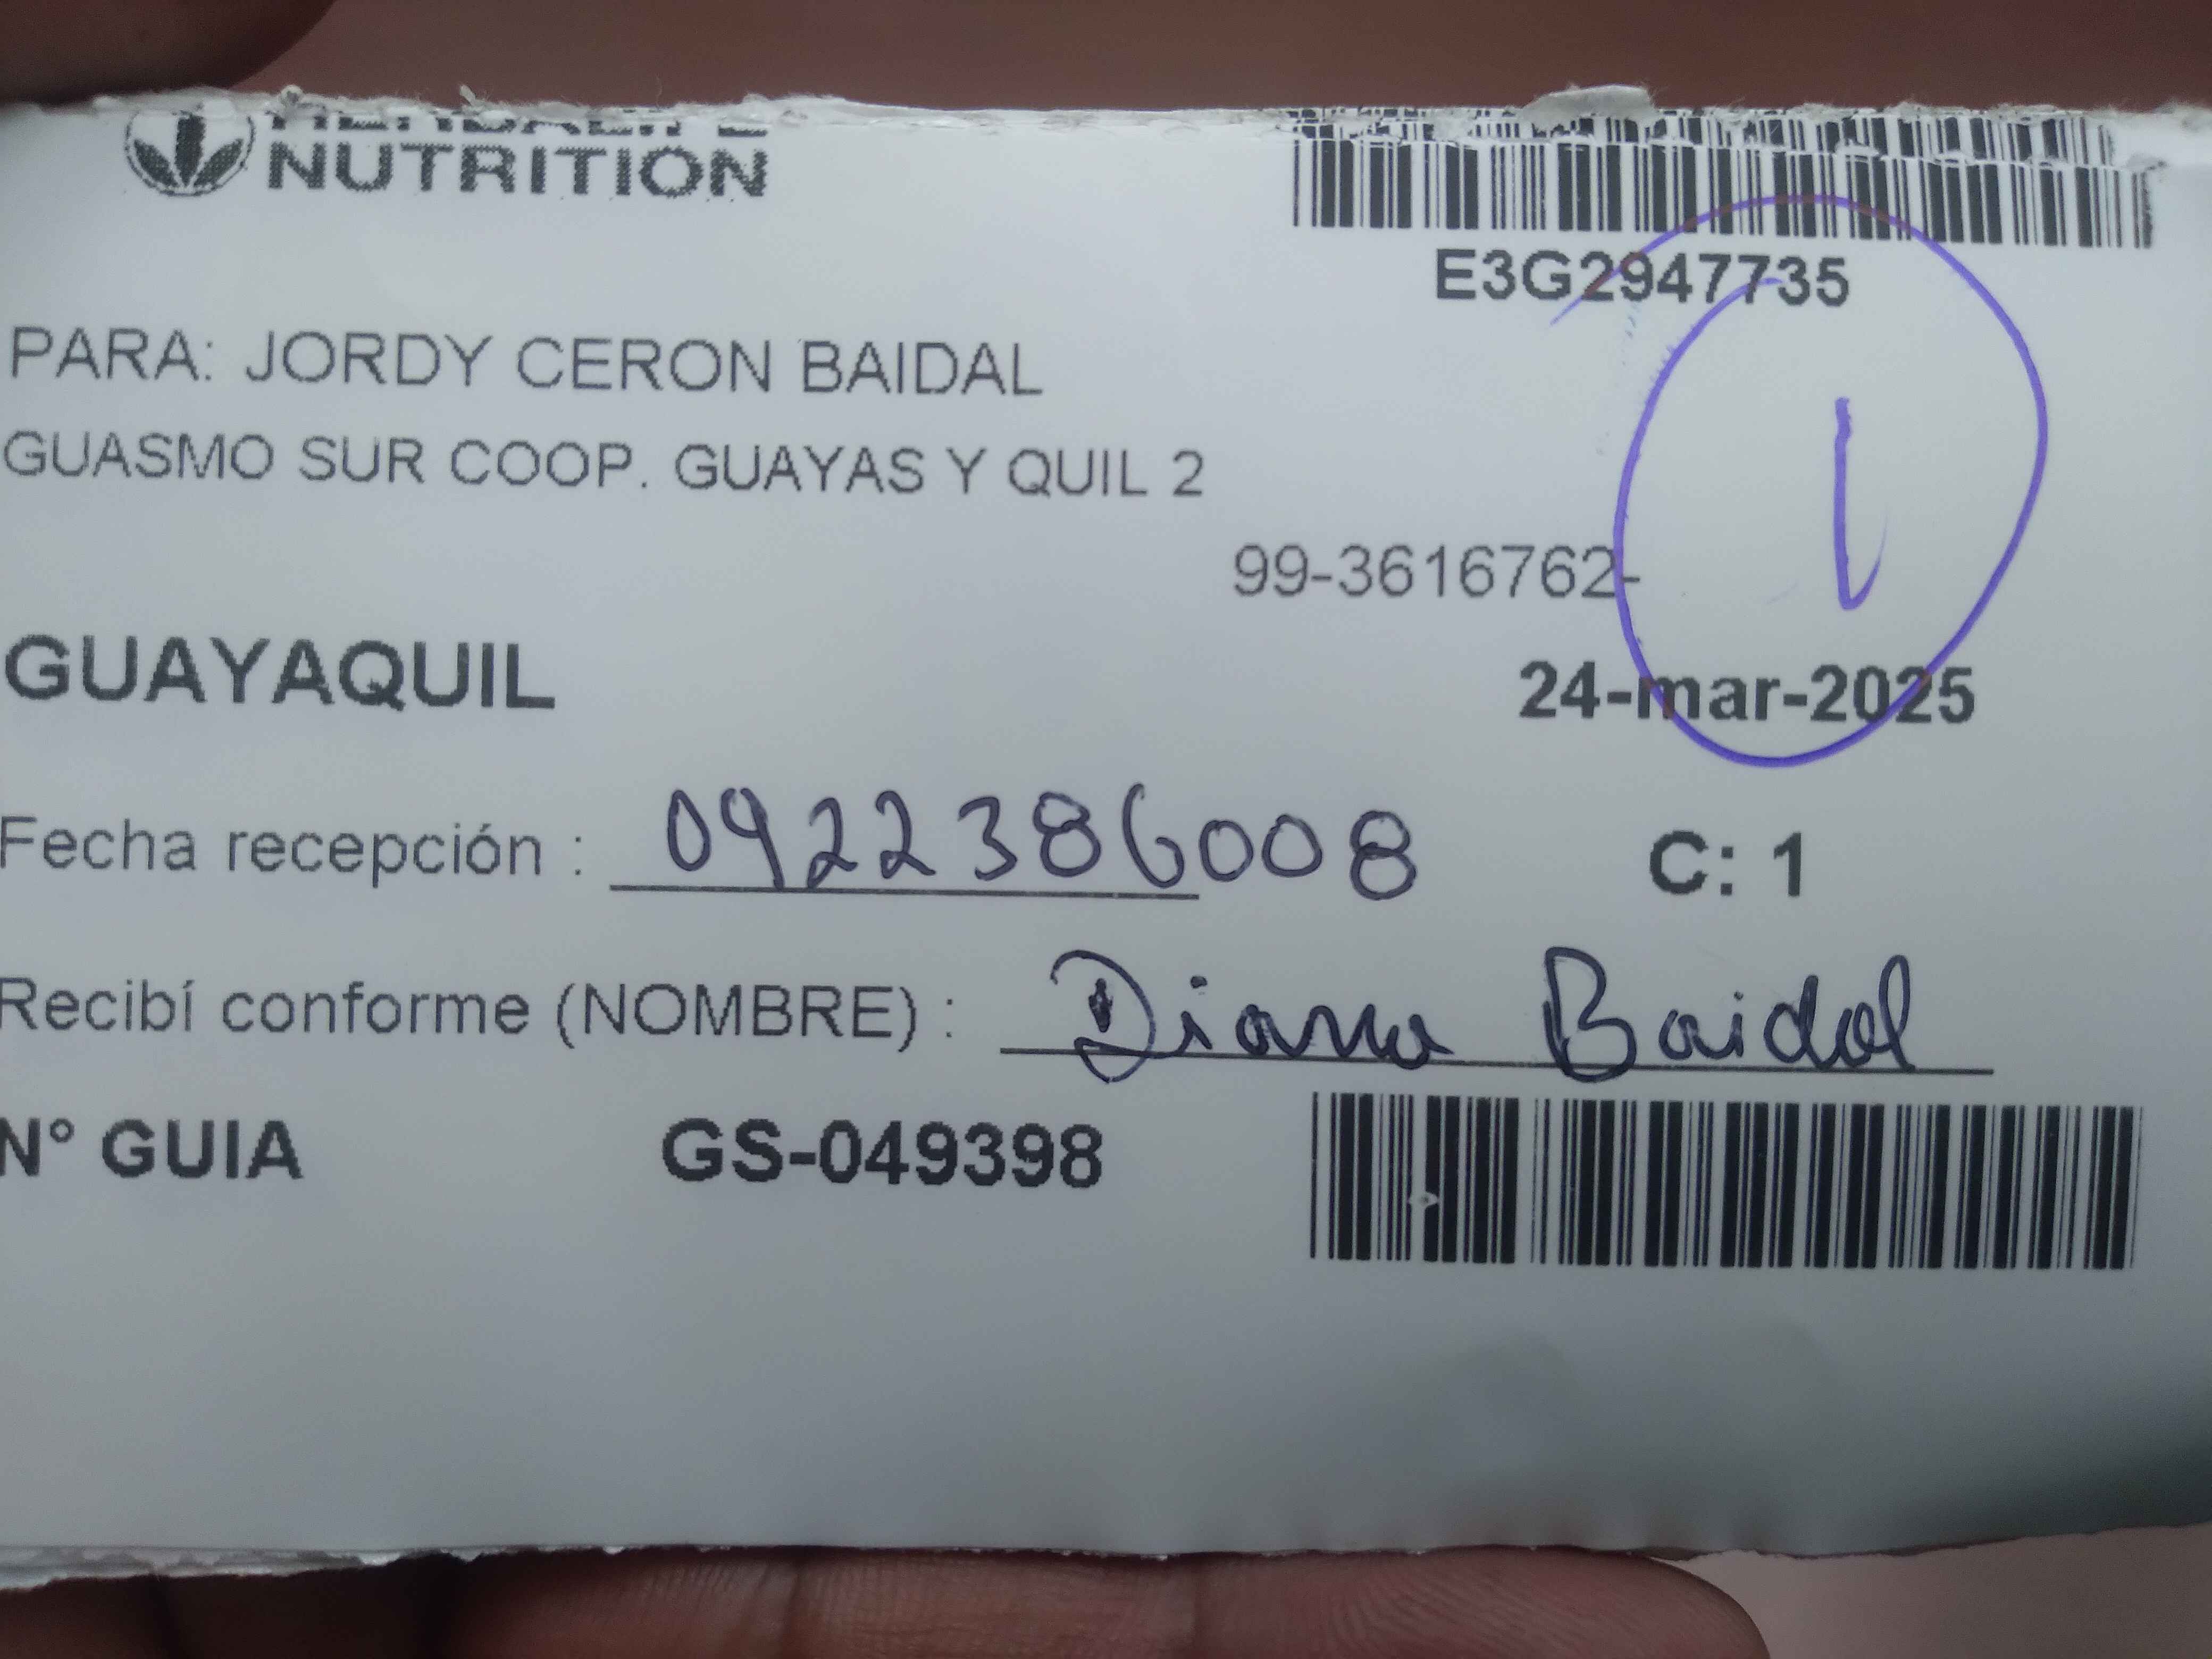 NUTRITION
E3G2947735
PARA: JORDY CERON BAIDAL
GUASMO SUR COOP. GUAYAS Y QUIL 2
99-3616762-
1
GUAYAQUIL
24-mar-2025
Fecha recepción : 0922386008
C: 1
Recibí conforme (NOMBRE) : Diana Baidal
N° GUIA GS-049398